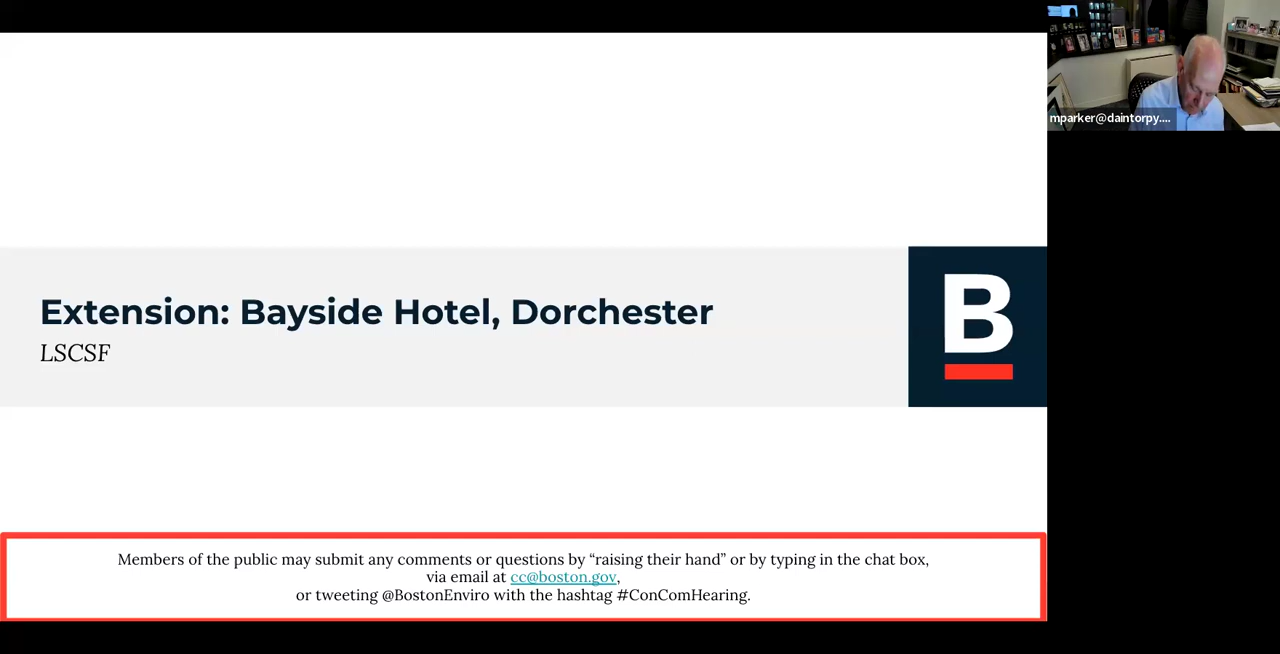 mparker@daintorpy....
Extension: Bayside Hotel, Dorchester
LSCSF
B
Members of the public may submit any comments or questions by “raising their hand” or by typing in the chat box,
via email at cc@boston.gov,
or tweeting @BostonEnviro with the hashtag #ConComHearing.